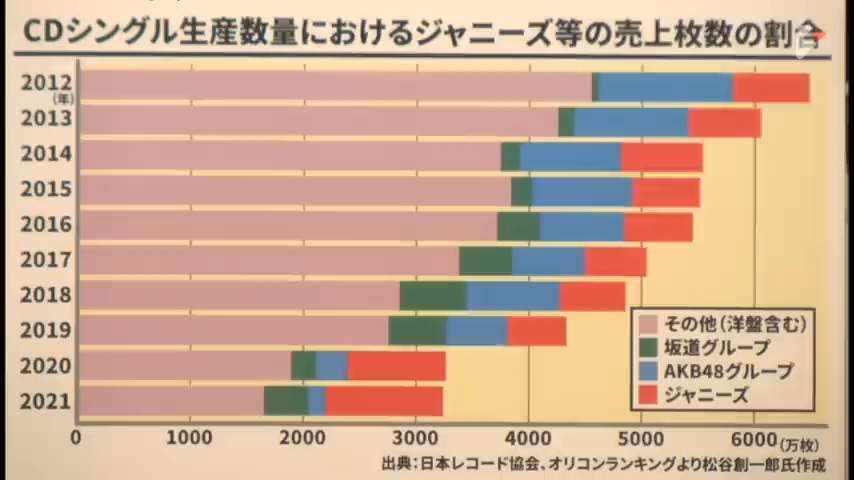 CDシングル生産数量におけるジャニーズ等の売上枚数の割合
2012
(年)
2013
2014
2015
2016
2017
2018
2019
2020
2021
その他(洋盤含む)
坂道グループ
AKB48グループ
ジャニーズ
0 1000 2000 3000 4000 5000 6000(万枚)
出典:日本レコード協会、オリコンランキングより松谷創一郎氏作成